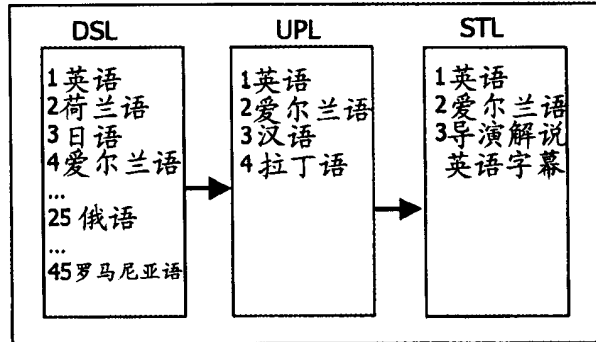 DSL
1英语
2荷兰语
3日语
4爱尔兰语
...
25 俄语
...
45罗马尼亚语
UPL
1英语
2爱尔兰语
3汉语
4拉丁语
STL
1英语
2爱尔兰语
3导演解说
英语字幕